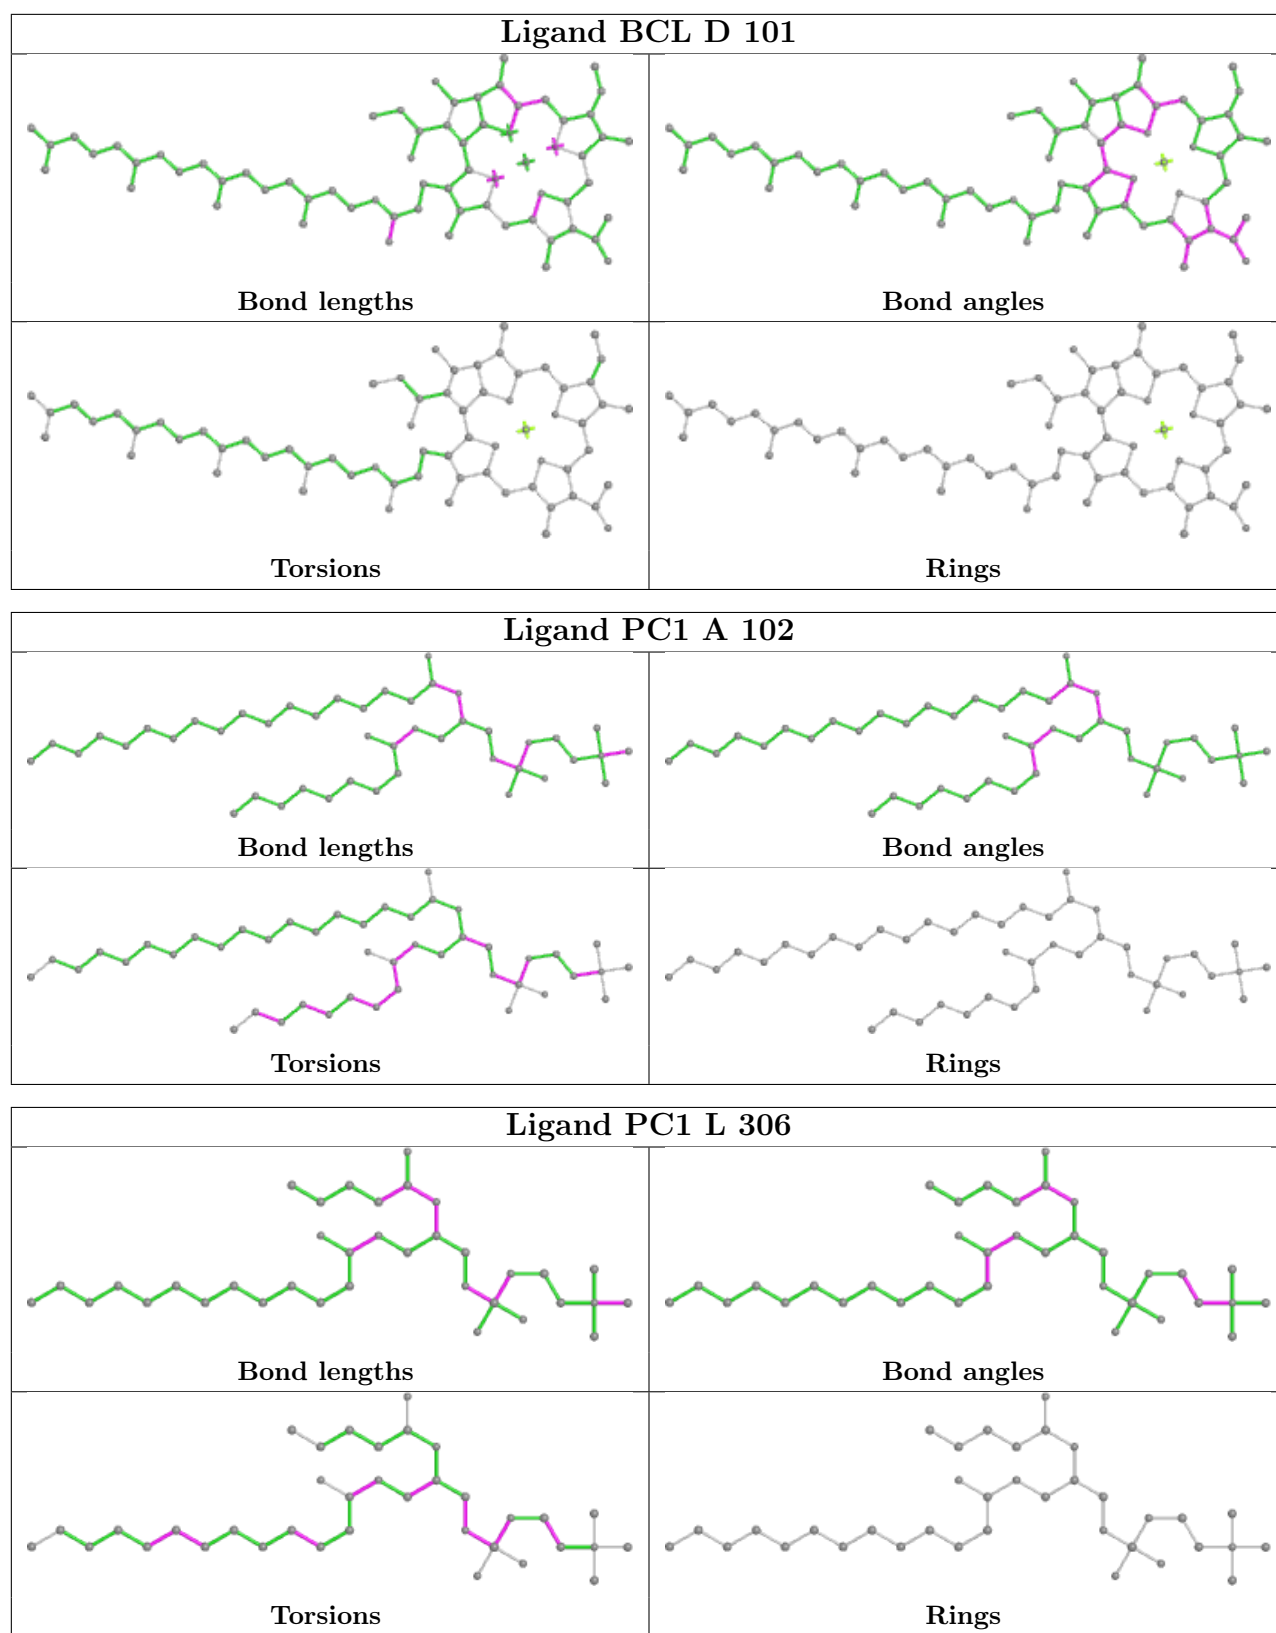 Ligand BCL D 101
Bond lengths
Bond angles
Torsions
Rings
Ligand PC1 A 102
Bond lengths
Bond angles
Torsions
Rings
Ligand PC1 L 306
Bond lengths
Bond angles
Torsions
Rings